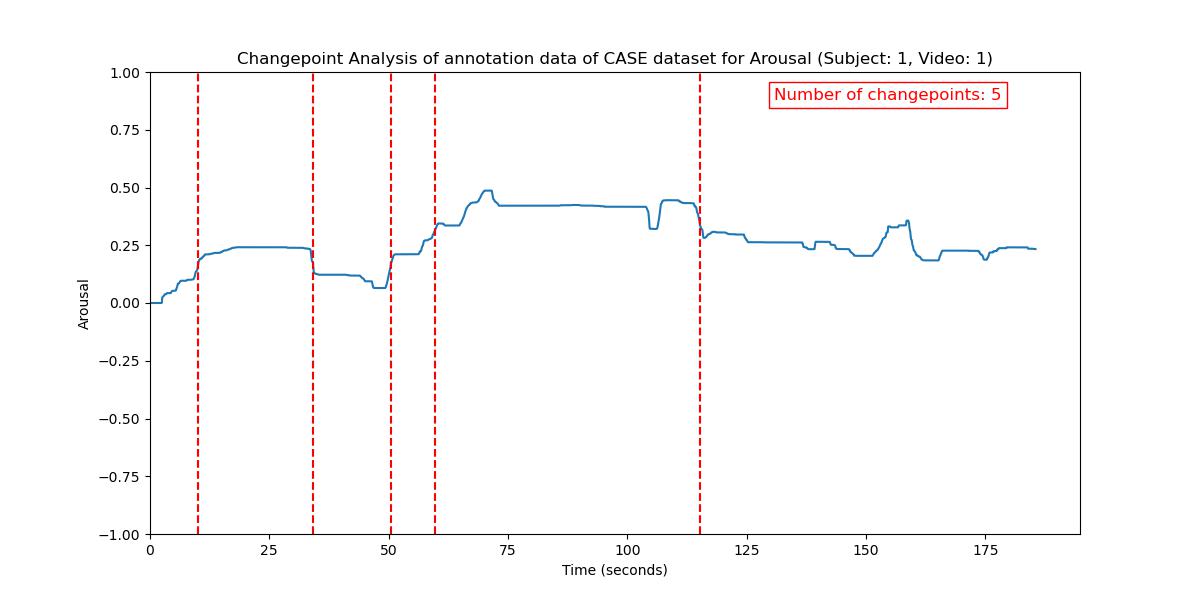 Changepoint Analysis of annotation data of CASE dataset for Arousal (Subject: 1, Video: 1)
Number of changepoints: 5
1.00
0.75
0.50
0.25
0.00
−0.25
−0.50
−0.75
−1.00
Arousal
0 25 50 75 100 125 150 175
Time (seconds)